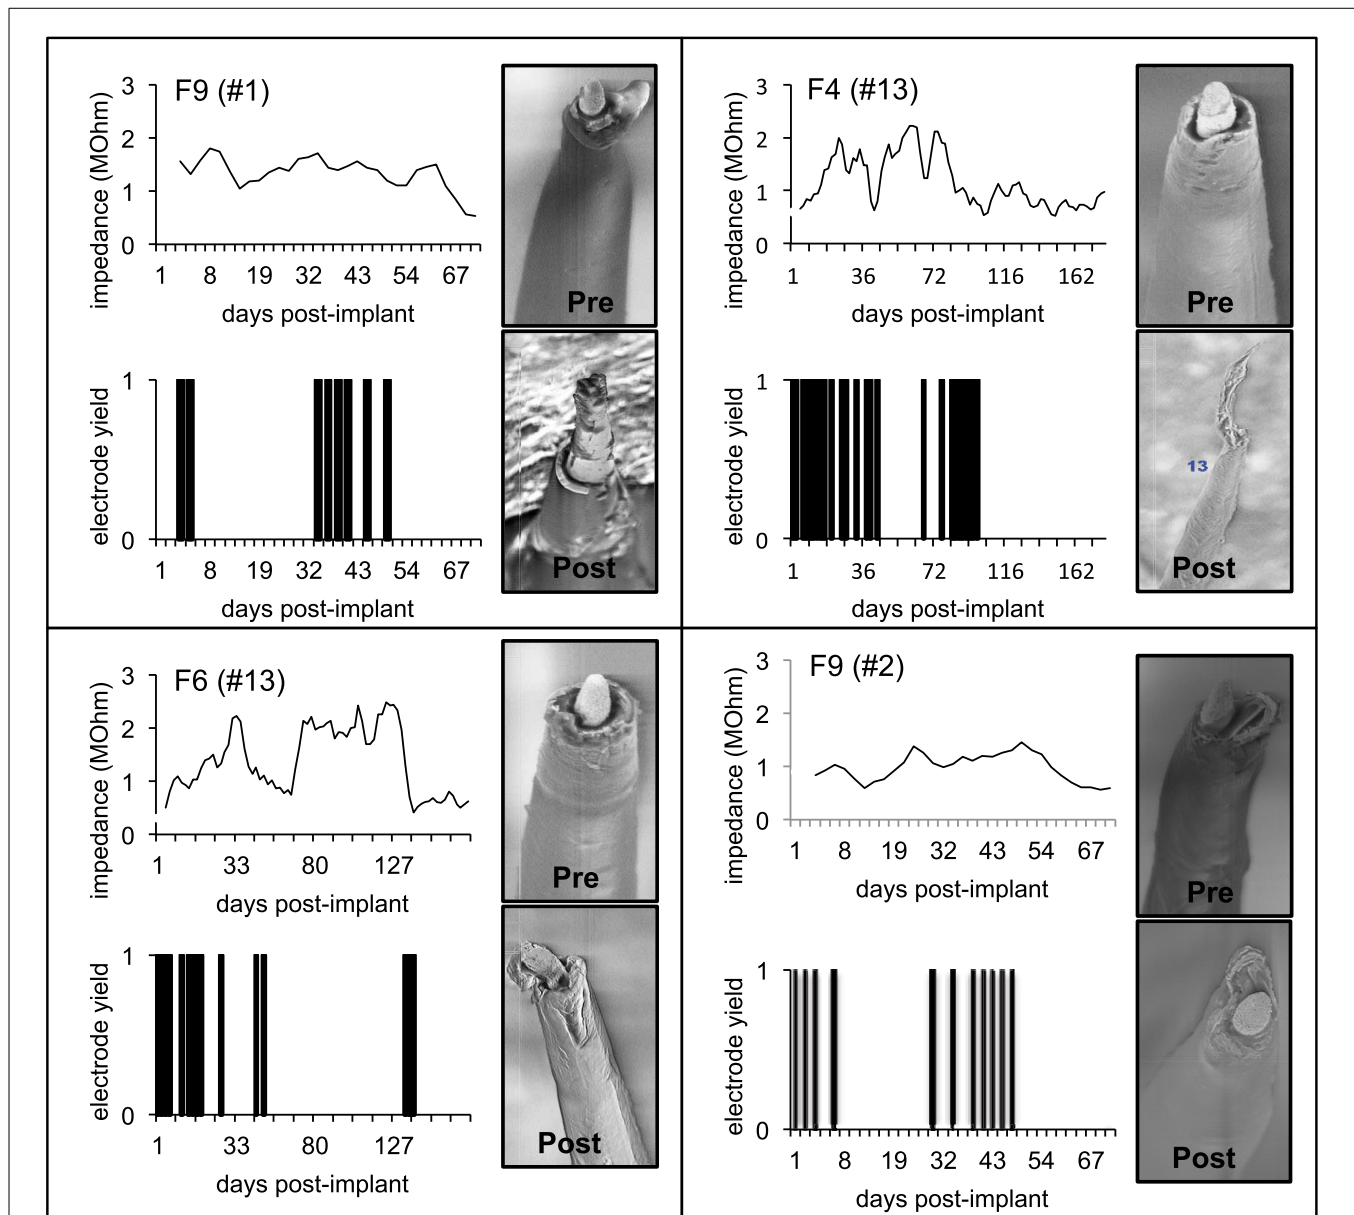 F9 (#1)
impedance (MOhm)
3
2
1
0
1 8 19 32 43 54 67
days post-implant
Pre
electrode yield
1
0
1 8 19 32 43 54 67
days post-implant
Post
F4 (#13)
impedance (MOhm)
3
2
1
0
1 36 72 116 162
days post-implant
Pre
electrode yield
1
0
1 36 72 116 162
days post-implant
13
Post
F6 (#13)
impedance (MOhm)
3
2
1
0
1 33 80 127
days post-implant
Pre
electrode yield
1
0
1 33 80 127
days post-implant
Post
F9 (#2)
impedance (MOhm)
3
2
1
0
1 8 19 32 43 54 67
days post-implant
Pre
electrode yield
1
0
1 8 19 32 43 54 67
days post-implant
Post